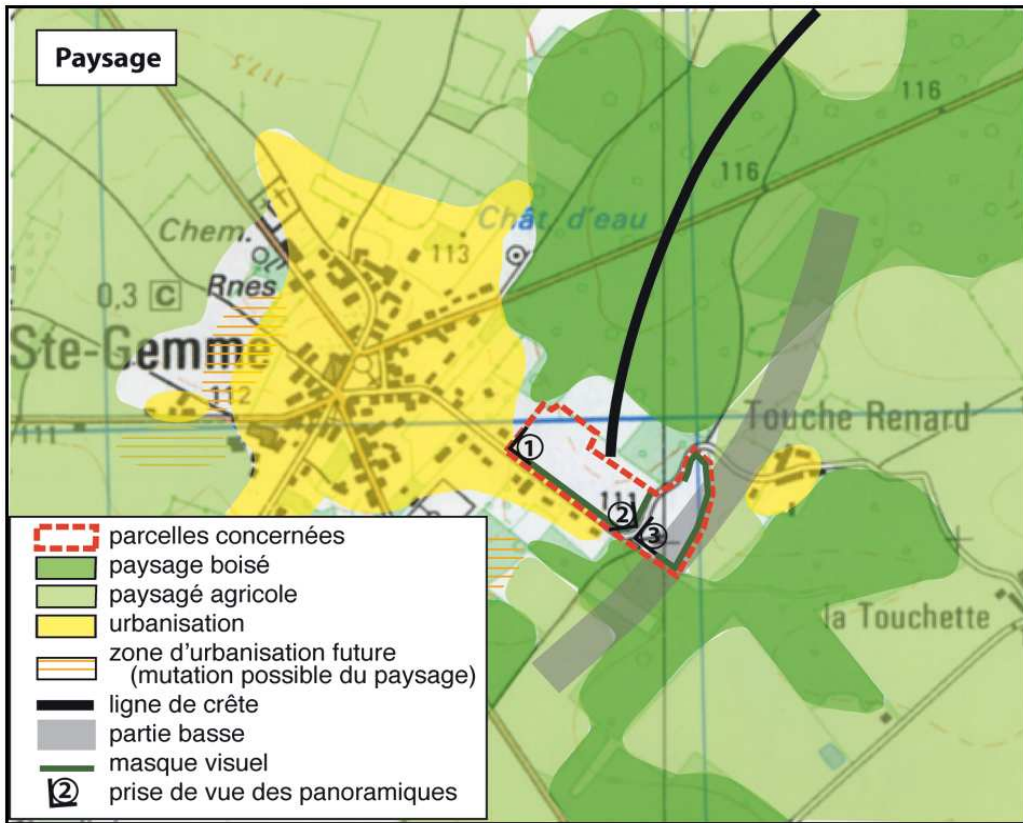 Paysage
112,5
116
116
Chem.
Chât. d'eau
113
Rnes
0,3 C
Ste-Gemme
112
111
Touche Renard
1
111
2
3
la Touchette
parcelles concernées
paysage boisé
paysagé agricole
urbanisation
zone d'urbanisation future
(mutation possible du paysage)
ligne de crête
partie basse
masque visuel
2 prise de vue des panoramiques